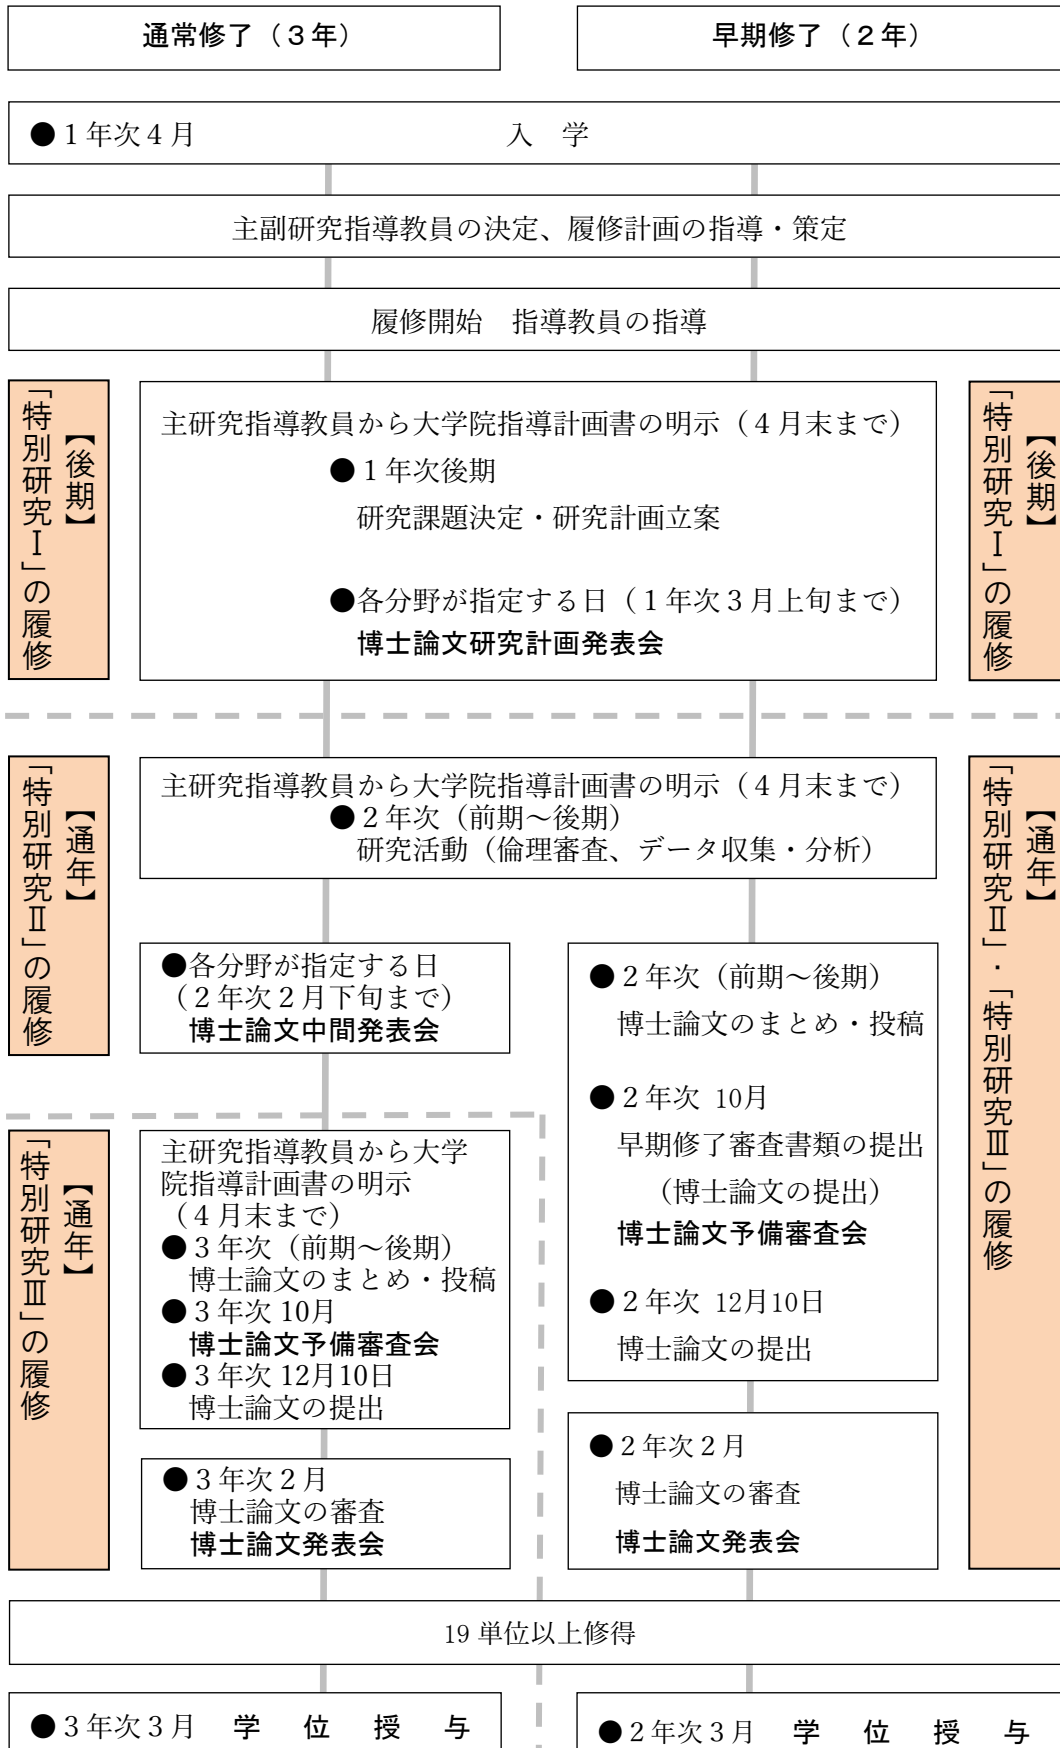 通常修了（３年）
早期修了（２年）
●１年次４月　入　学
主副研究指導教員の決定、履修計画の指導・策定
履修開始　指導教員の指導
【後期】
「特別研究Ⅰ」の履修
主研究指導教員から大学院指導計画書の明示（４月末まで）
●１年次後期
研究課題決定・研究計画立案
●各分野が指定する日（１年次３月上旬まで）
博士論文研究計画発表会
【後期】
「特別研究Ⅰ」の履修
【通年】
「特別研究Ⅱ」の履修
主研究指導教員から大学院指導計画書の明示（４月末まで）
●２年次（前期～後期）
研究活動（倫理審査、データ収集・分析）
●各分野が指定する日
（２年次２月下旬まで）
博士論文中間発表会
【通年】
「特別研究Ⅲ」の履修
主研究指導教員から大学
院指導計画書の明示
（４月末まで）
●３年次（前期～後期）
博士論文のまとめ・投稿
●３年次 10月
博士論文予備審査会
●３年次 12月10日
博士論文の提出
●３年次２月
博士論文の審査
博士論文発表会
●２年次（前期～後期）
博士論文のまとめ・投稿
●２年次 10月
早期修了審査書類の提出
（博士論文の提出）
博士論文予備審査会
●２年次 12月10日
博士論文の提出
●２年次２月
博士論文の審査
博士論文発表会
【通年】
「特別研究Ⅱ」・「特別研究Ⅲ」の履修
19 単位以上修得
●３年次３月　学　位　授　与
●２年次３月　学　位　授　与